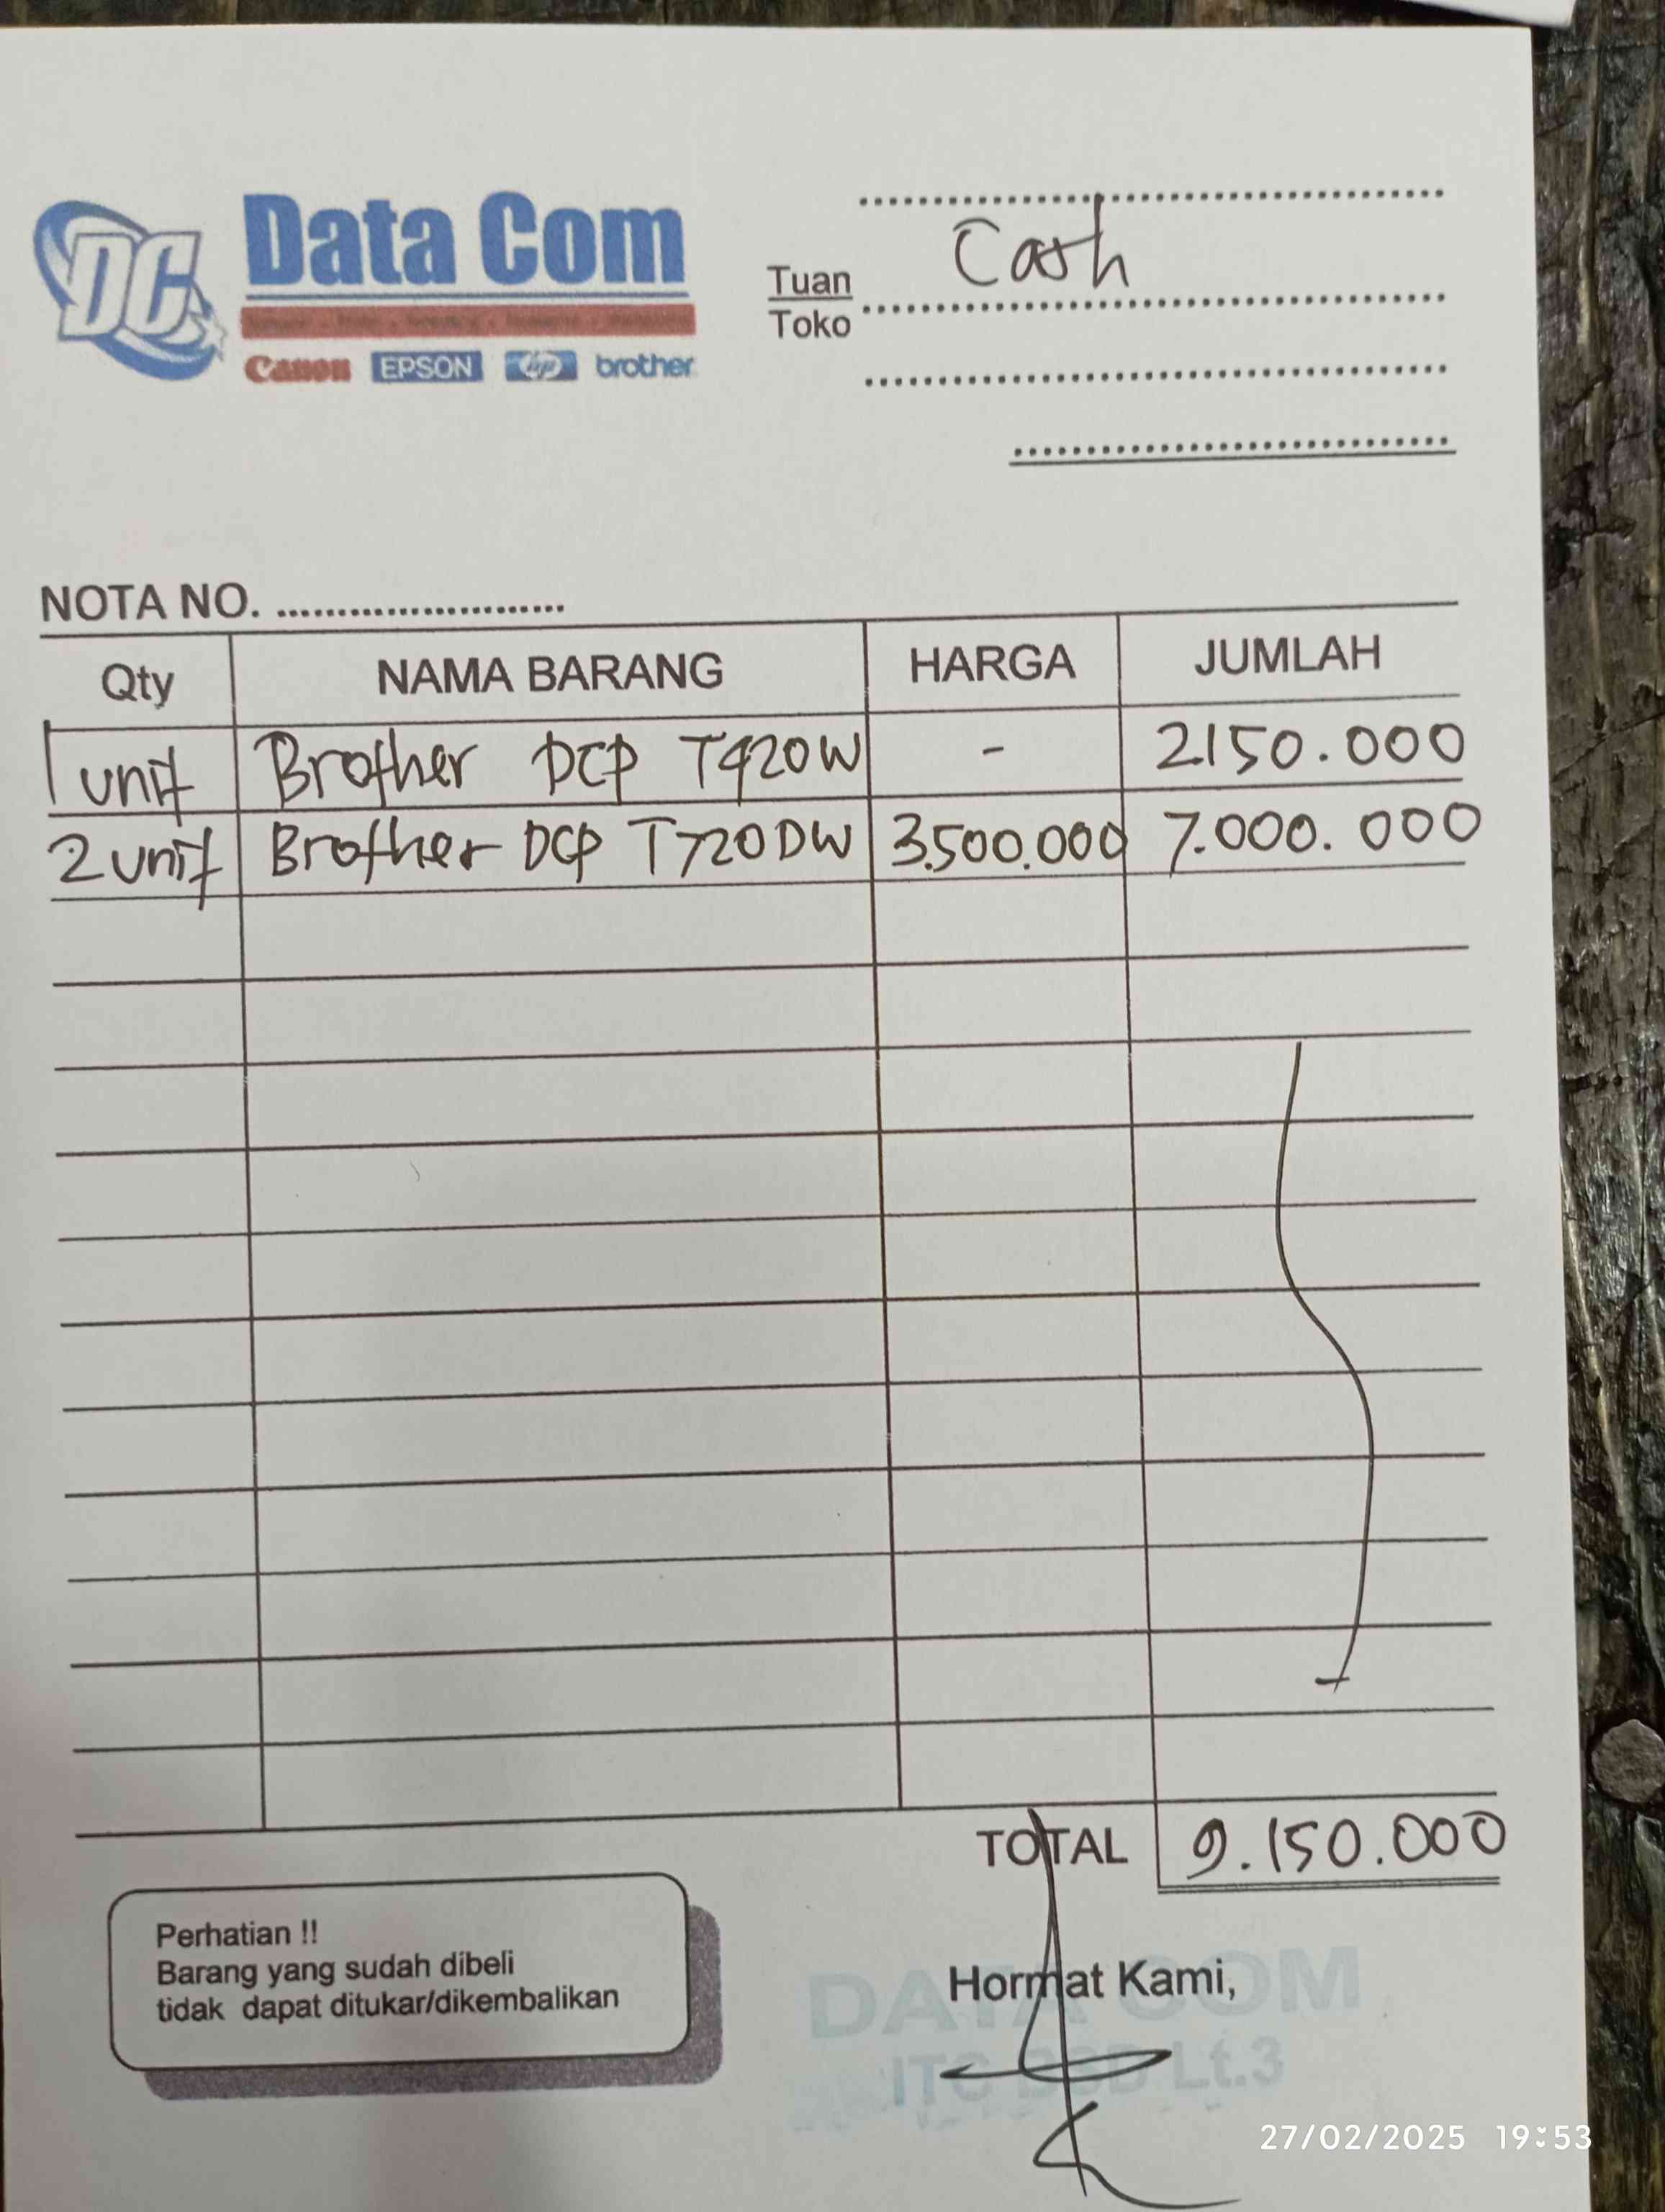 DC Data Com
Canon EPSON hp brother
Tuan Cash
Toko
NOTA NO.
Qty NAMA BARANG HARGA JUMLAH
1 unit Brother DCP T420W - 2.150.000
2 unit Brother DCP T720DW 3.500.000 7.000.000
TOTAL 9.150.000
Perhatian !!
Barang yang sudah dibeli
tidak dapat ditukar/dikembalikan
Hormat Kami,
DATA COM
ITC BSD Lt.3
27/02/2025 19:53